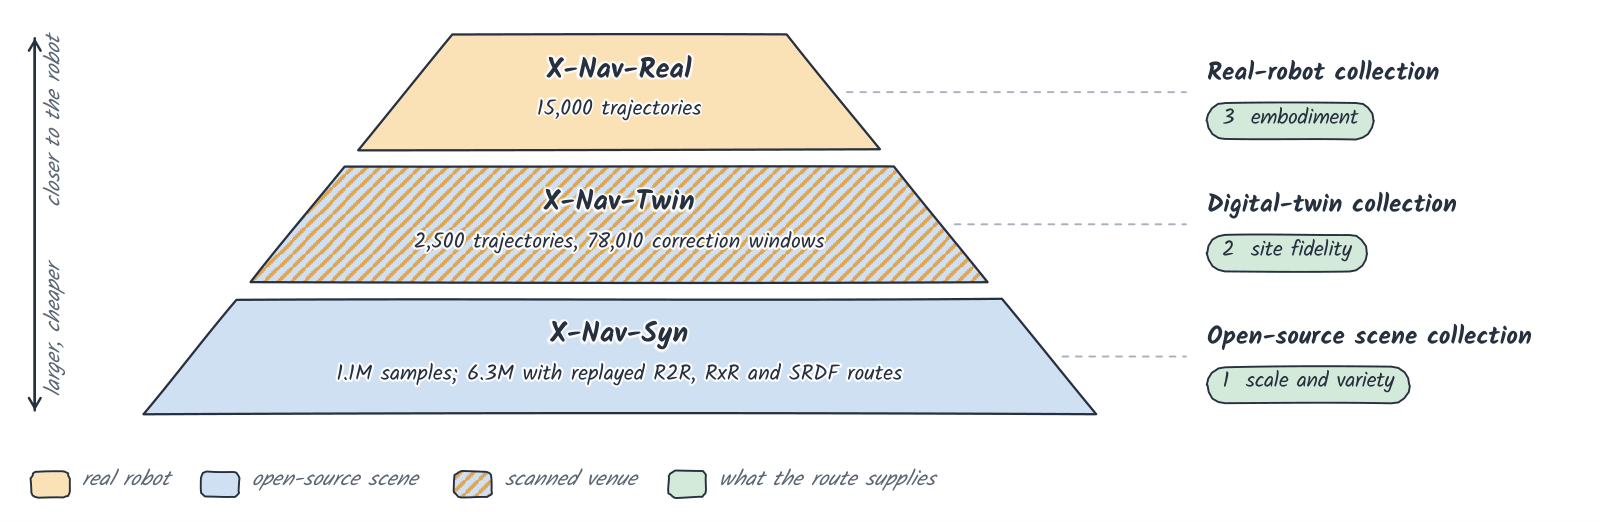 closer to the robot
larger, cheaper
X-Nav-Real
15,000 trajectories
Real-robot collection
3 embodiment
X-Nav-Twin
2,500 trajectories, 78,010 correction windows
Digital-twin collection
2 site fidelity
X-Nav-Syn
1.1M samples; 6.3M with replayed R2R, RxR and SRDF routes
Open-source scene collection
1 scale and variety
real robot
open-source scene
scanned venue
what the route supplies